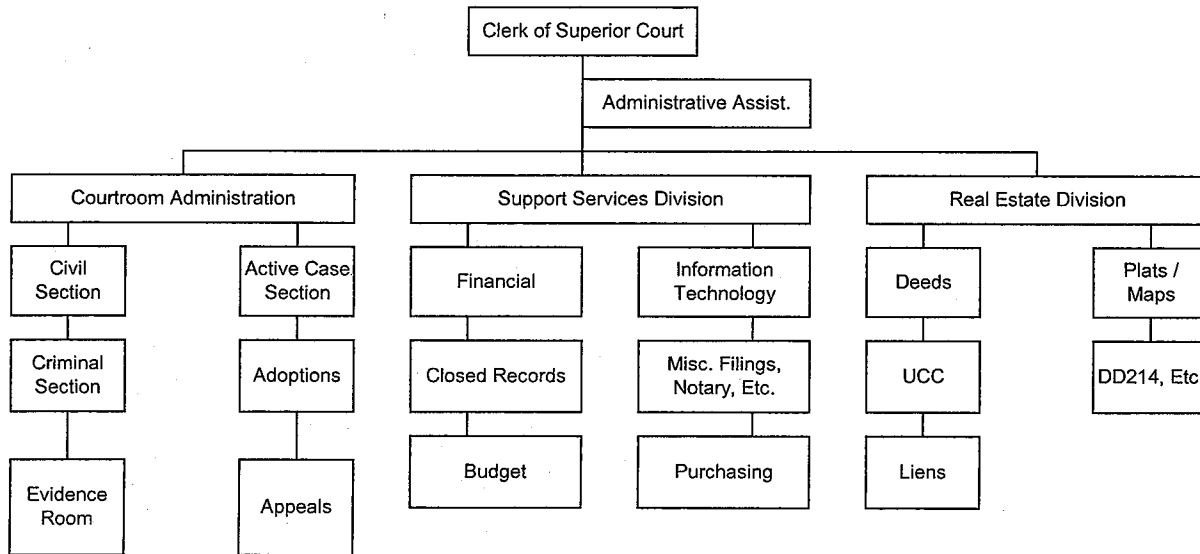 Clerk of Superior Court
Administrative Assist.
Courtroom Administration
Support Services Division
Real Estate Division
Civil
Section
Active Case
Section
Financial
Information
Technology
Deeds
Plats /
Maps
Criminal
Section
Adoptions
Closed Records
Misc. Filings,
Notary, Etc.
UCC
DD214, Etc
Evidence
Room
Appeals
Budget
Purchasing
Liens